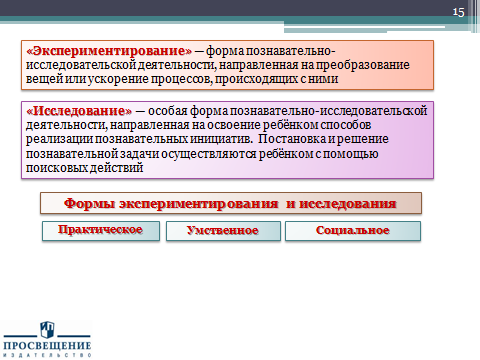 15
«Экспериментирование» — форма познавательно-
исследовательской деятельности, направленная на преобразование
вещей или ускорение процессов, происходящих с ними
«Исследование» — особая форма познавательно-исследовательской
деятельности, направленная на освоение ребёнком способов
реализации познавательных инициатив. Постановка и решение
познавательной задачи осуществляются ребёнком с помощью
поисковых действий
Формы экспериментирования и исследования
Практическое
Умственное
Социальное
ПРОСВЕЩЕНИЕ
ИЗДАТЕЛЬСТВО